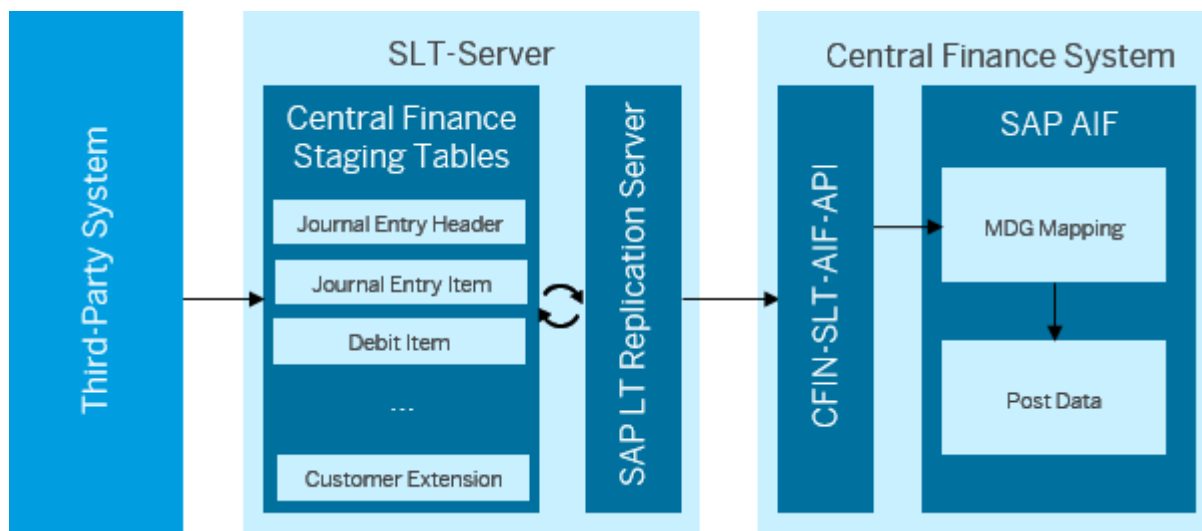 Third-Party System
SLT-Server
Central Finance
Staging Tables
Journal Entry Header
Journal Entry Item
Debit Item
...
Customer Extension
SAP LT Replication Server
Central Finance System
CFIN-SLT-AIF-API
SAP AIF
MDG Mapping
Post Data